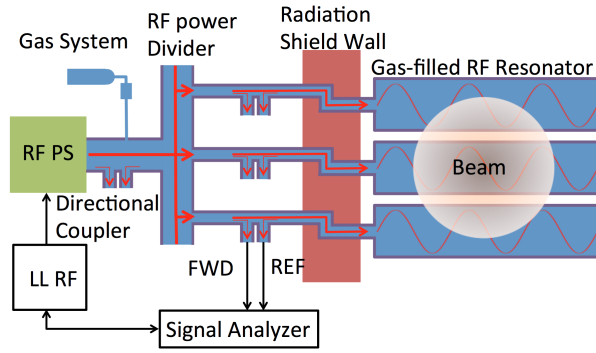 Gas System
RF power
Divider
Radiation
Shield Wall
Gas-filled RF Resonator
RF PS
Beam
Directional
Coupler
LL RF
FWD
REF
Signal Analyzer